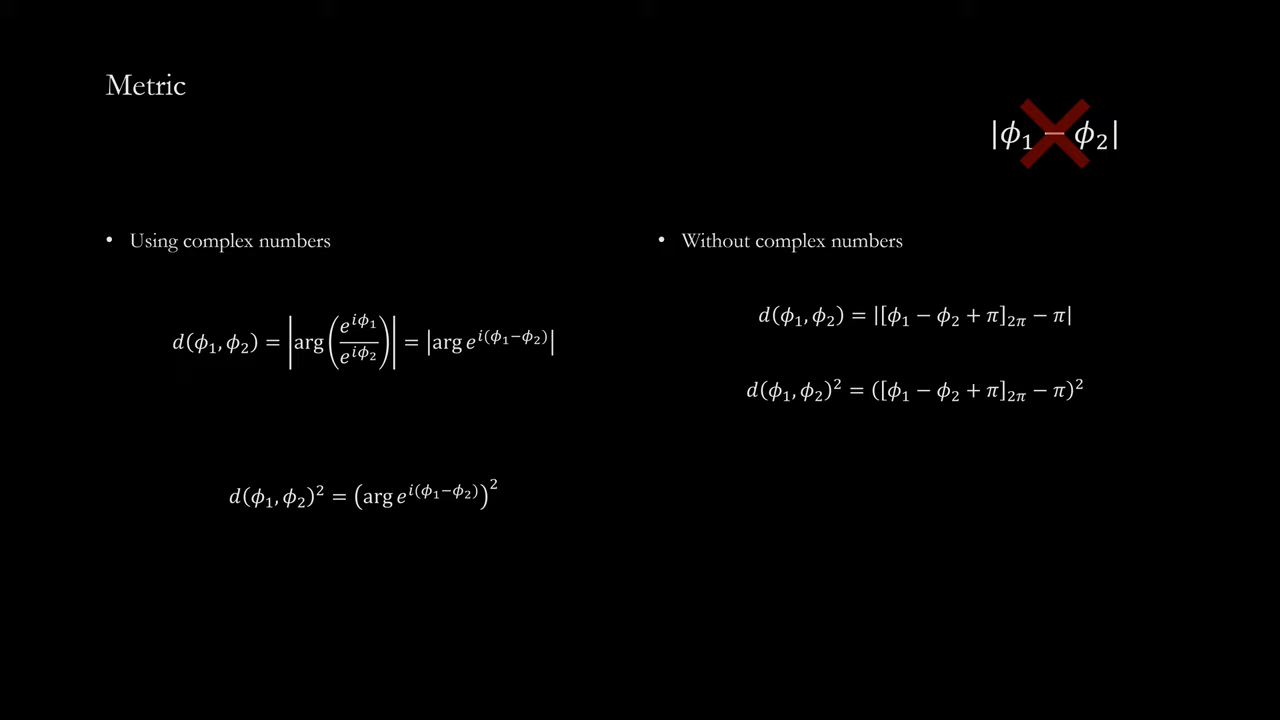 Metric
|ϕ₁ − ϕ₂|
• Using complex numbers
d(ϕ₁, ϕ₂) = |arg(e^{iϕ₁}/e^{iϕ₂})| = |arg e^{i(ϕ₁−ϕ₂)}|
d(ϕ₁, ϕ₂)² = (arg e^{i(ϕ₁−ϕ₂)})²
• Without complex numbers
d(ϕ₁, ϕ₂) = |[ϕ₁ − ϕ₂ + π]_{2π} − π|
d(ϕ₁, ϕ₂)² = ([ϕ₁ − ϕ₂ + π]_{2π} − π)²